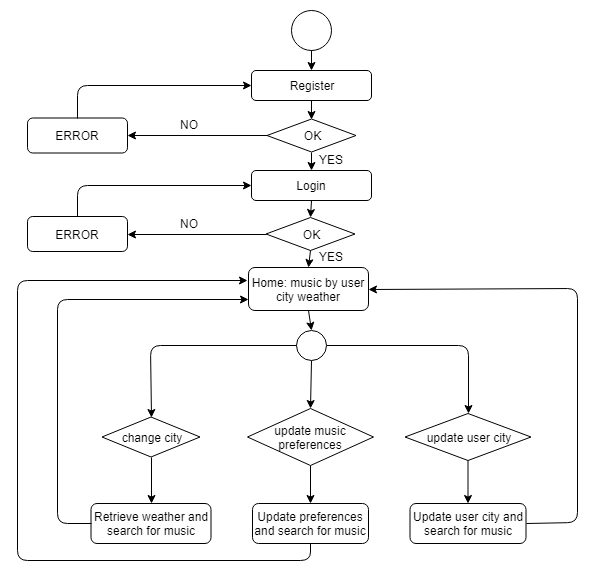 Register
NO
ERROR
OK
YES
Login
NO
ERROR
OK
YES
Home: music by user
city weather
change city
update music
preferences
update user city
Retrieve weather and
search for music
Update preferences
and search for music
Update user city and
search for music